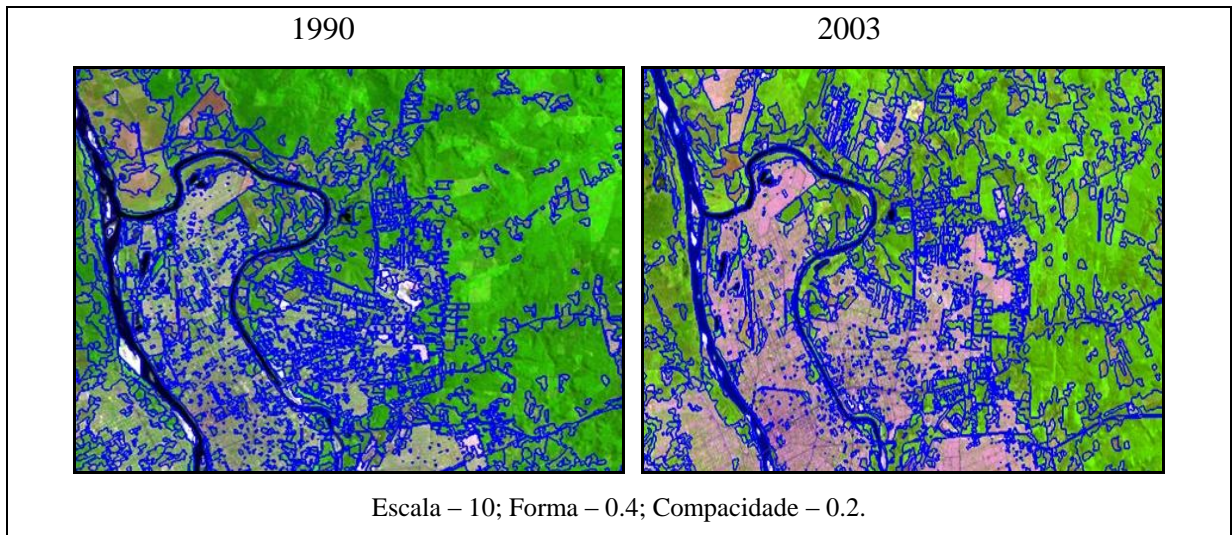 1990
2003
Escala – 10; Forma – 0.4; Compacidade – 0.2.